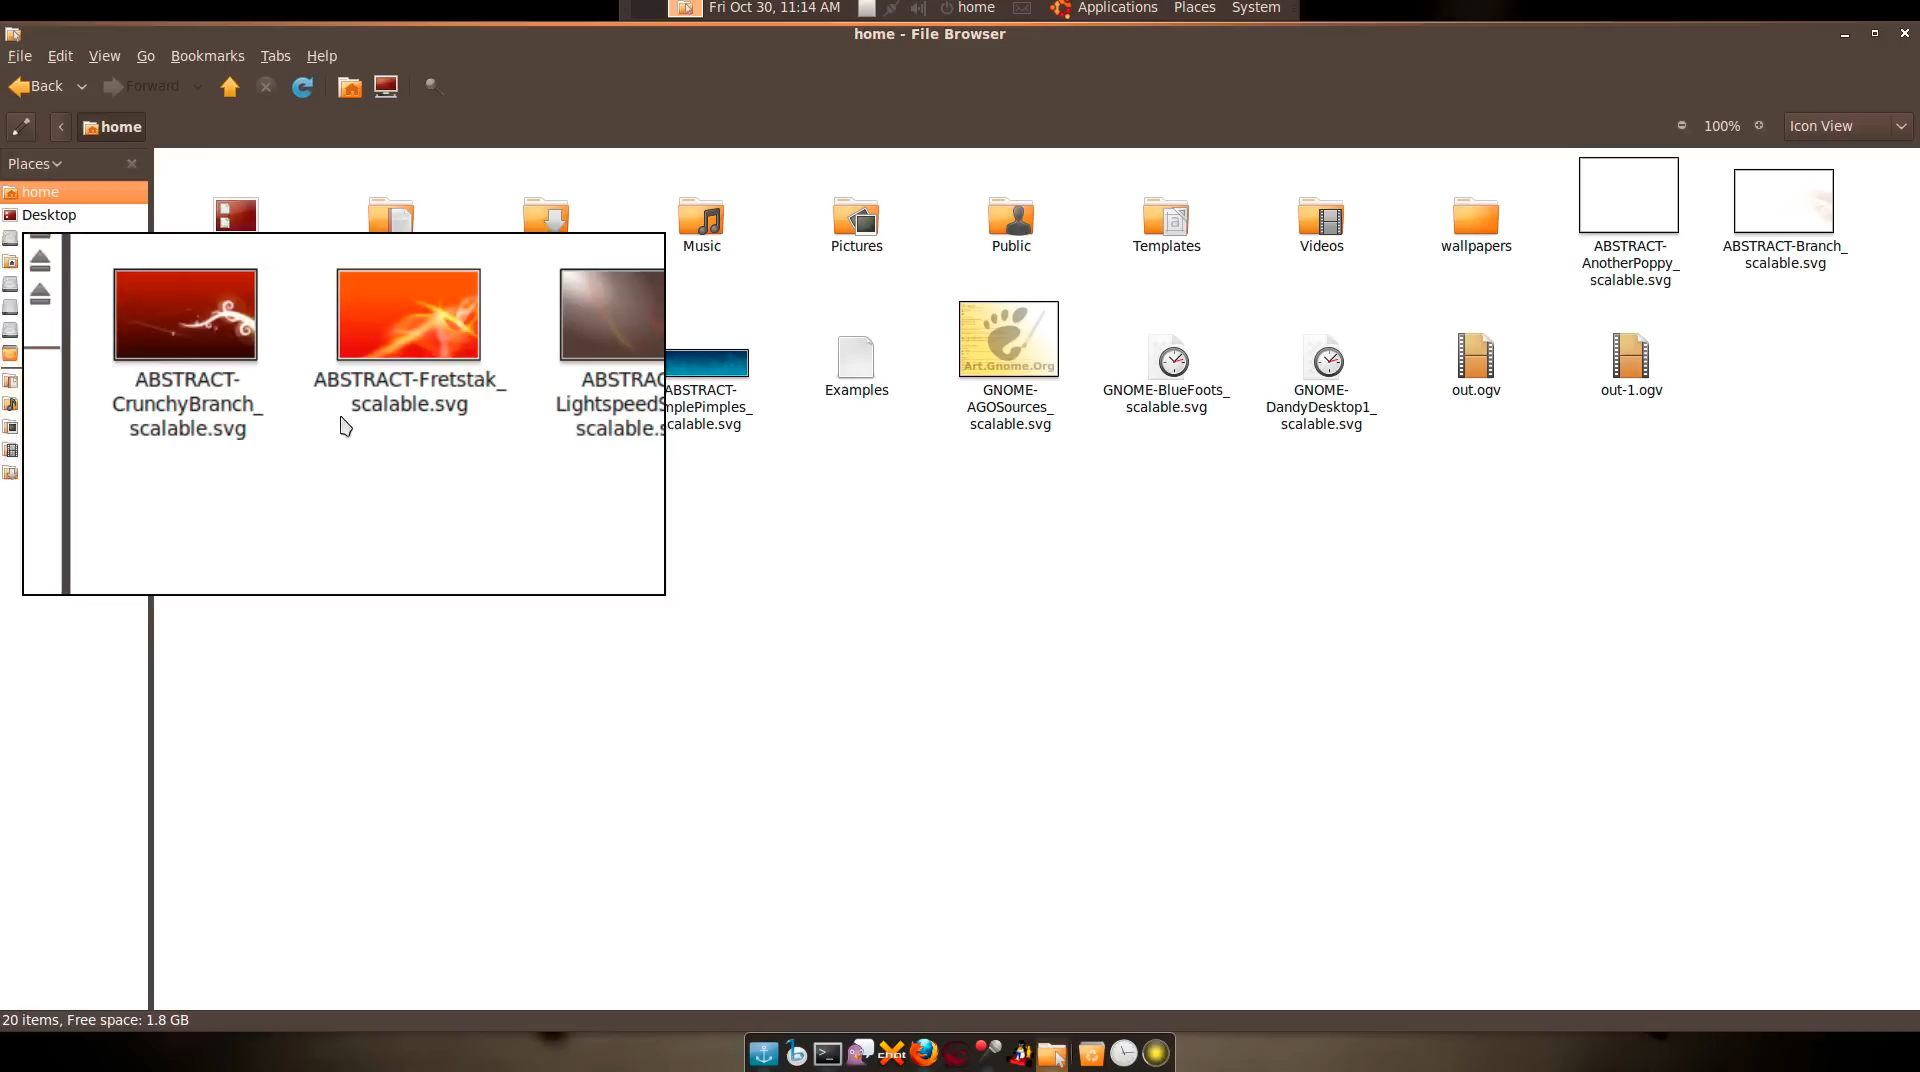 Fri Oct 30, 11:14 AM home Applications Places System
home - File Browser
File Edit View Go Bookmarks Tabs Help
Back Forward
home 100% Icon View
Places
home
Desktop
Music Pictures Public Templates Videos wallpapers
ABSTRACT-
AnotherPoppy_
scalable.svg
ABSTRACT-Branch_
scalable.svg
ABSTRACT-
CrunchyBranch_
scalable.svg
ABSTRACT-Fretstak_
scalable.svg
ABSTRAC
LightspeedS
scalable.s
ABSTRACT-
mplePimples_
calable.svg
Examples
Art.Gnome.Org
GNOME-
AGOSources_
scalable.svg
GNOME-BlueFoots_
scalable.svg
GNOME-
DandyDesktop1_
scalable.svg
out.ogv
out-1.ogv
20 items, Free space: 1.8 GB
chat